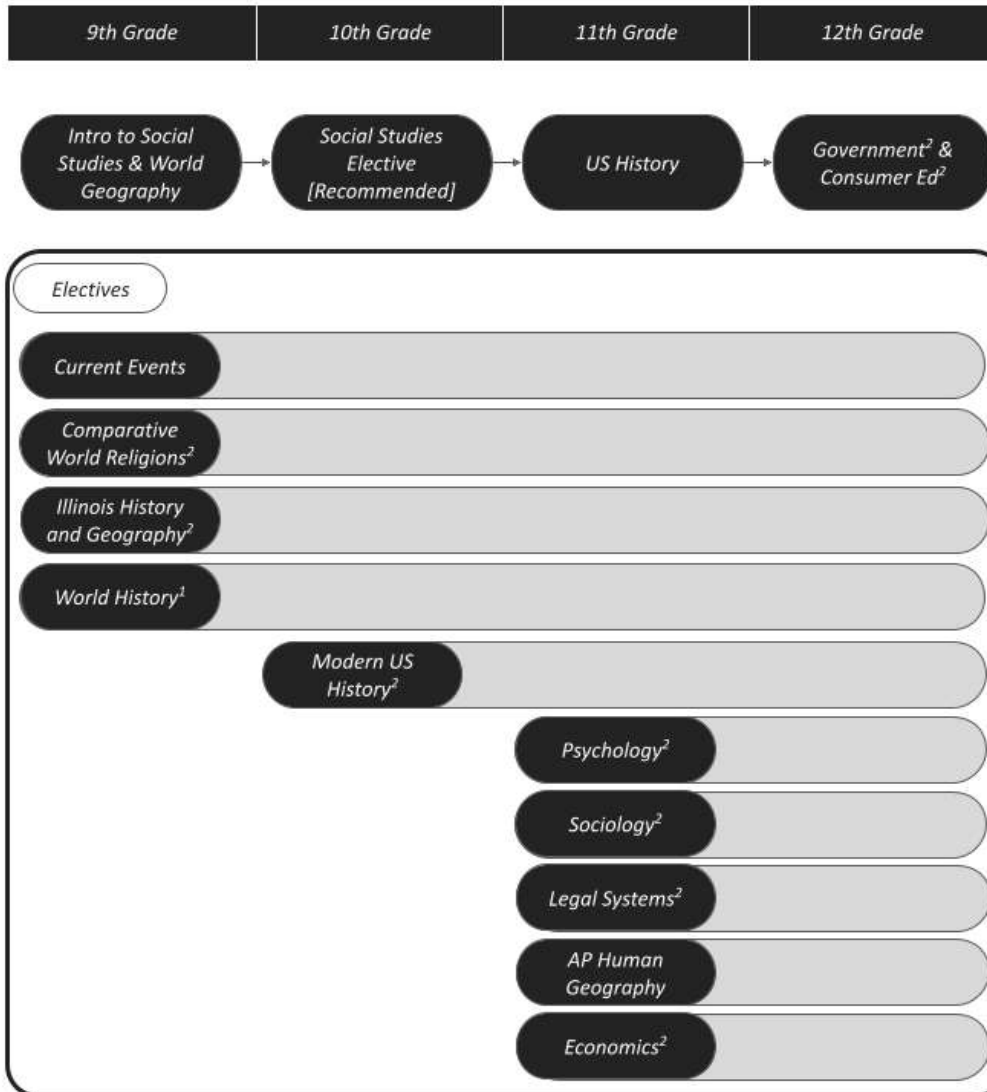 9th Grade
10th Grade
11th Grade
12th Grade
Intro to Social
Studies & World
Geography
Social Studies
Elective
[Recommended]
US History
Government² &
Consumer Ed²
Electives
Current Events
Comparative
World Religions²
Illinois History
and Geography²
World History¹
Modern US
History²
Psychology²
Sociology²
Legal Systems²
AP Human
Geography
Economics²